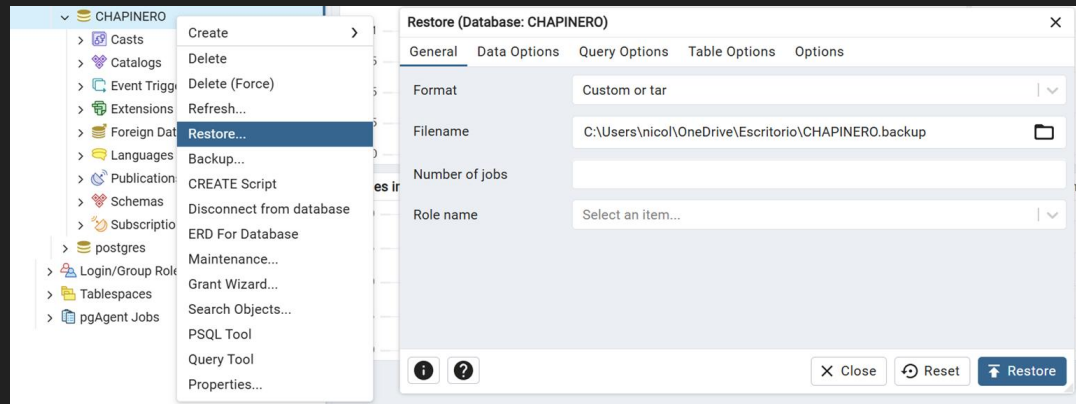 CHAPINERO
Casts
Catalogs
Event Trigge
Extensions
Foreign Dat
Languages
Publication
Schemas
Subscriptio
postgres
Login/Group Role
Tablespaces
pgAgent Jobs
Create
Delete
Delete (Force)
Refresh...
Restore...
Backup...
CREATE Script
Disconnect from database
ERD For Database
Maintenance...
Grant Wizard...
Search Objects...
PSQL Tool
Query Tool
Properties...
es in
Restore (Database: CHAPINERO)
General Data Options Query Options Table Options Options
Format Custom or tar
Filename C:\Users\nicol\OneDrive\Escritorio\CHAPINERO.backup
Number of jobs
Role name Select an item...
Close Reset Restore